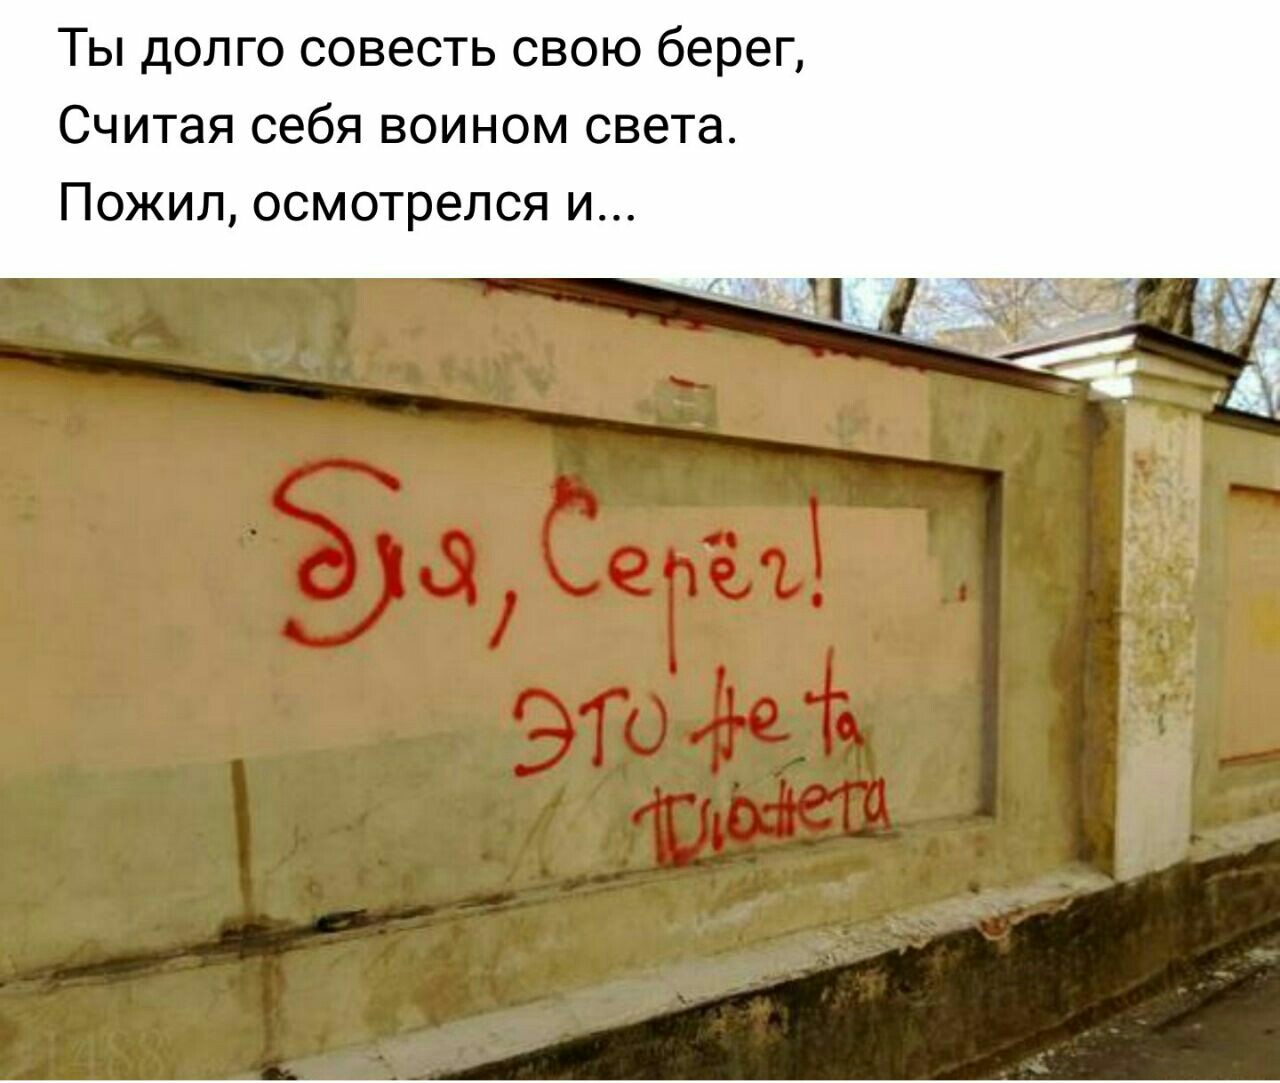 Ты долго совесть свою берег,
Считая себя воином света.
Пожил, осмотрелся и...
бля, Серёг!
это не та
планета